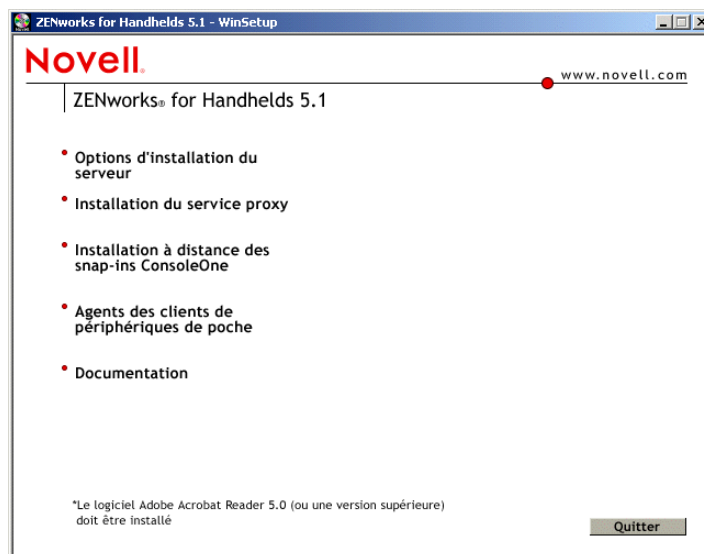 ZENworks for Handhelds 5.1 - WinSetup
Novell®
www.novell.com
ZENworks® for Handhelds 5.1
Options d'installation du
serveur
Installation du service proxy
Installation à distance des
snap-ins ConsoleOne
Agents des clients de
périphériques de poche
Documentation
*Le logiciel Adobe Acrobat Reader 5.0 (ou une version supérieure)
doit être installé
Quitter